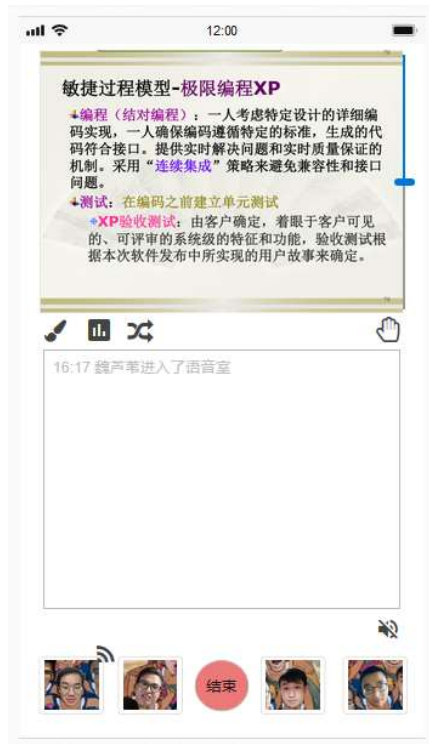 12:00
敏捷过程模型-极限编程XP
编程（结对编程）：一人考虑特定设计的详细编
码实现，一人确保编码遵循特定的标准，生成的代
码符合接口。提供实时解决问题和实时质量保证的
机制。采用“连续集成”策略来避免兼容性和接口
问题。
测试：在编码之前建立单元测试
XP验收测试：由客户确定，着眼于客户可见
的、可评审的系统级的特征和功能，验收测试根
据本次软件发布中所实现的用户故事来确定。
16:17 魏芦苇进入了语音室
结束